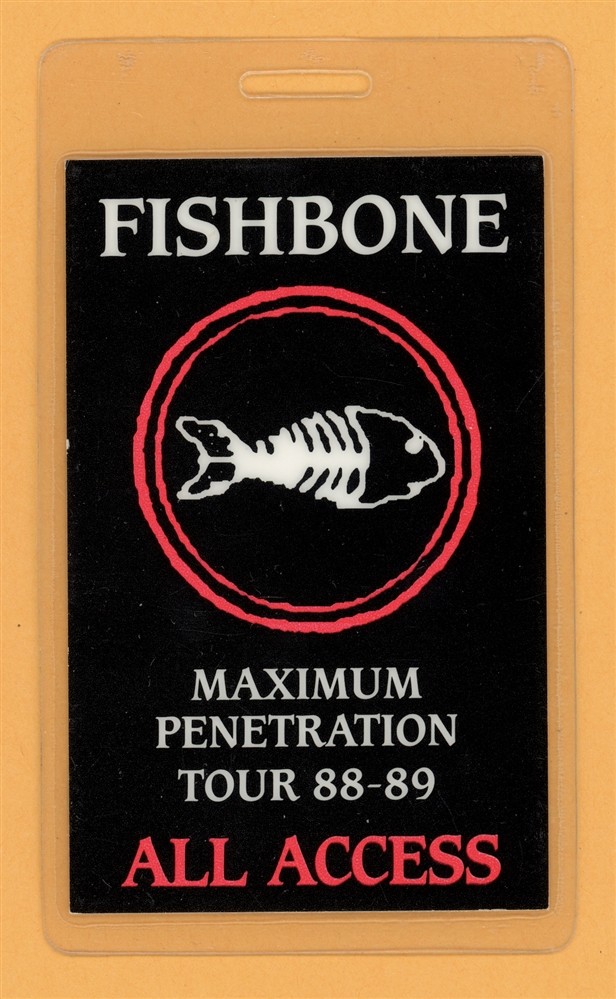 FISHBONE
MAXIMUM
PENETRATION
TOUR 88-89
ALL ACCESS